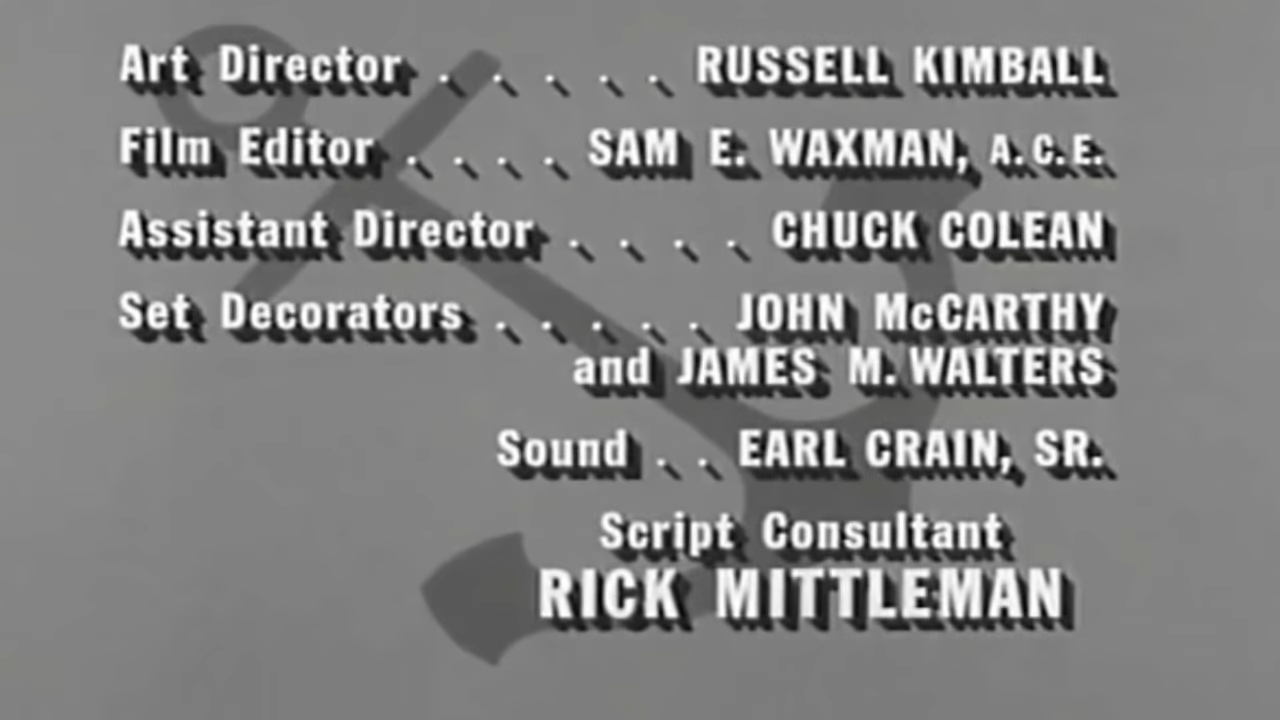 Art Director . . . . . RUSSELL KIMBALL
Film Editor . . . . SAM E. WAXMAN, A.C.E.
Assistant Director . . . . CHUCK COLEAN
Set Decorators . . . . . JOHN McCARTHY
and JAMES M. WALTERS
Sound . . EARL CRAIN, SR.
Script Consultant
RICK MITTLEMAN